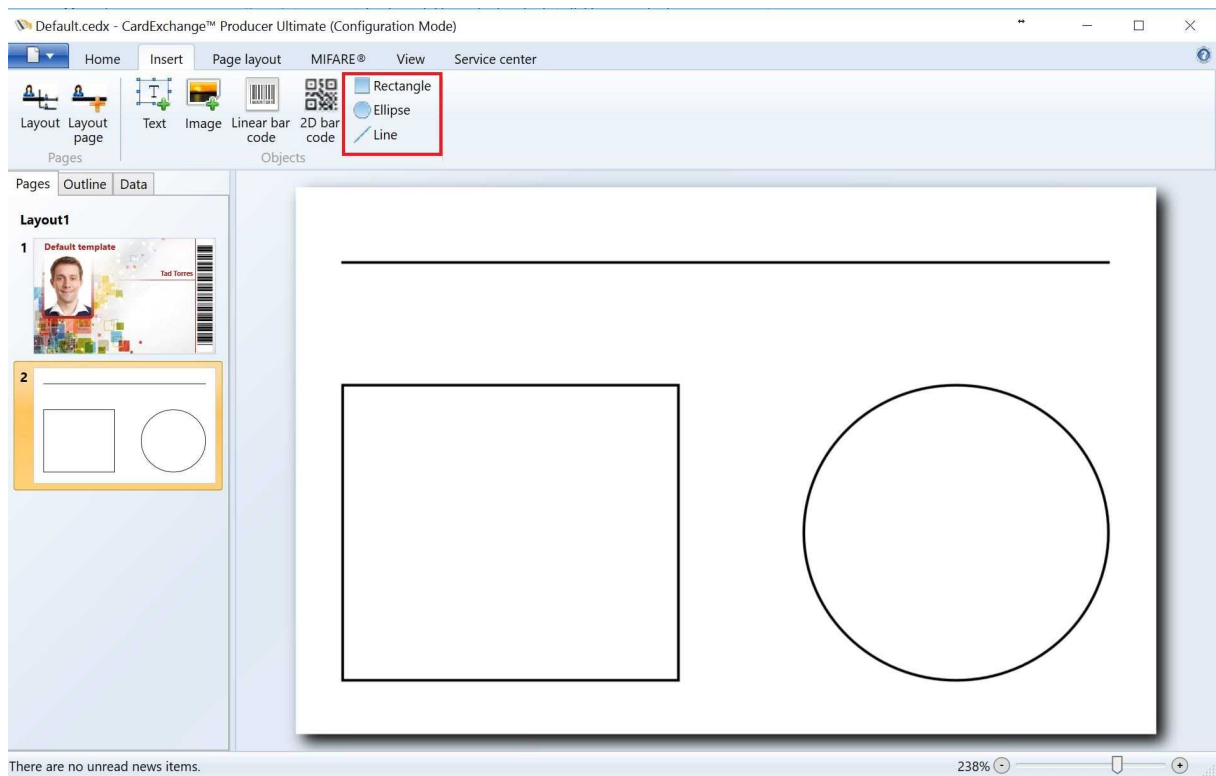 Default.cedx - CardExchange™ Producer Ultimate (Configuration Mode)
Home Insert Page layout MIFARE® View Service center
Layout Layout page Text Image Linear bar code 2D bar code
Rectangle
Ellipse
Line
Pages Objects
Pages Outline Data
Layout1
1
Default template
Tad Torres
2
There are no unread news items. 238%